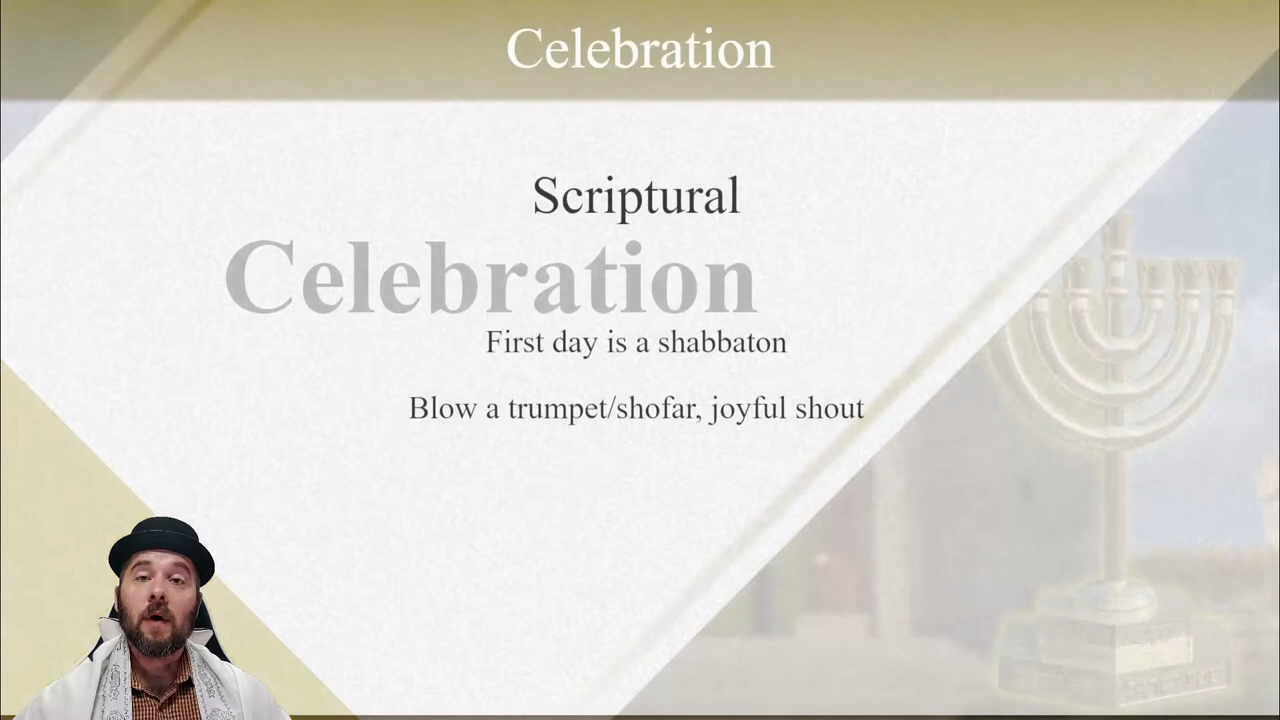 Celebration
Scriptural
Celebration
First day is a shabbaton
Blow a trumpet/shofar, joyful shout